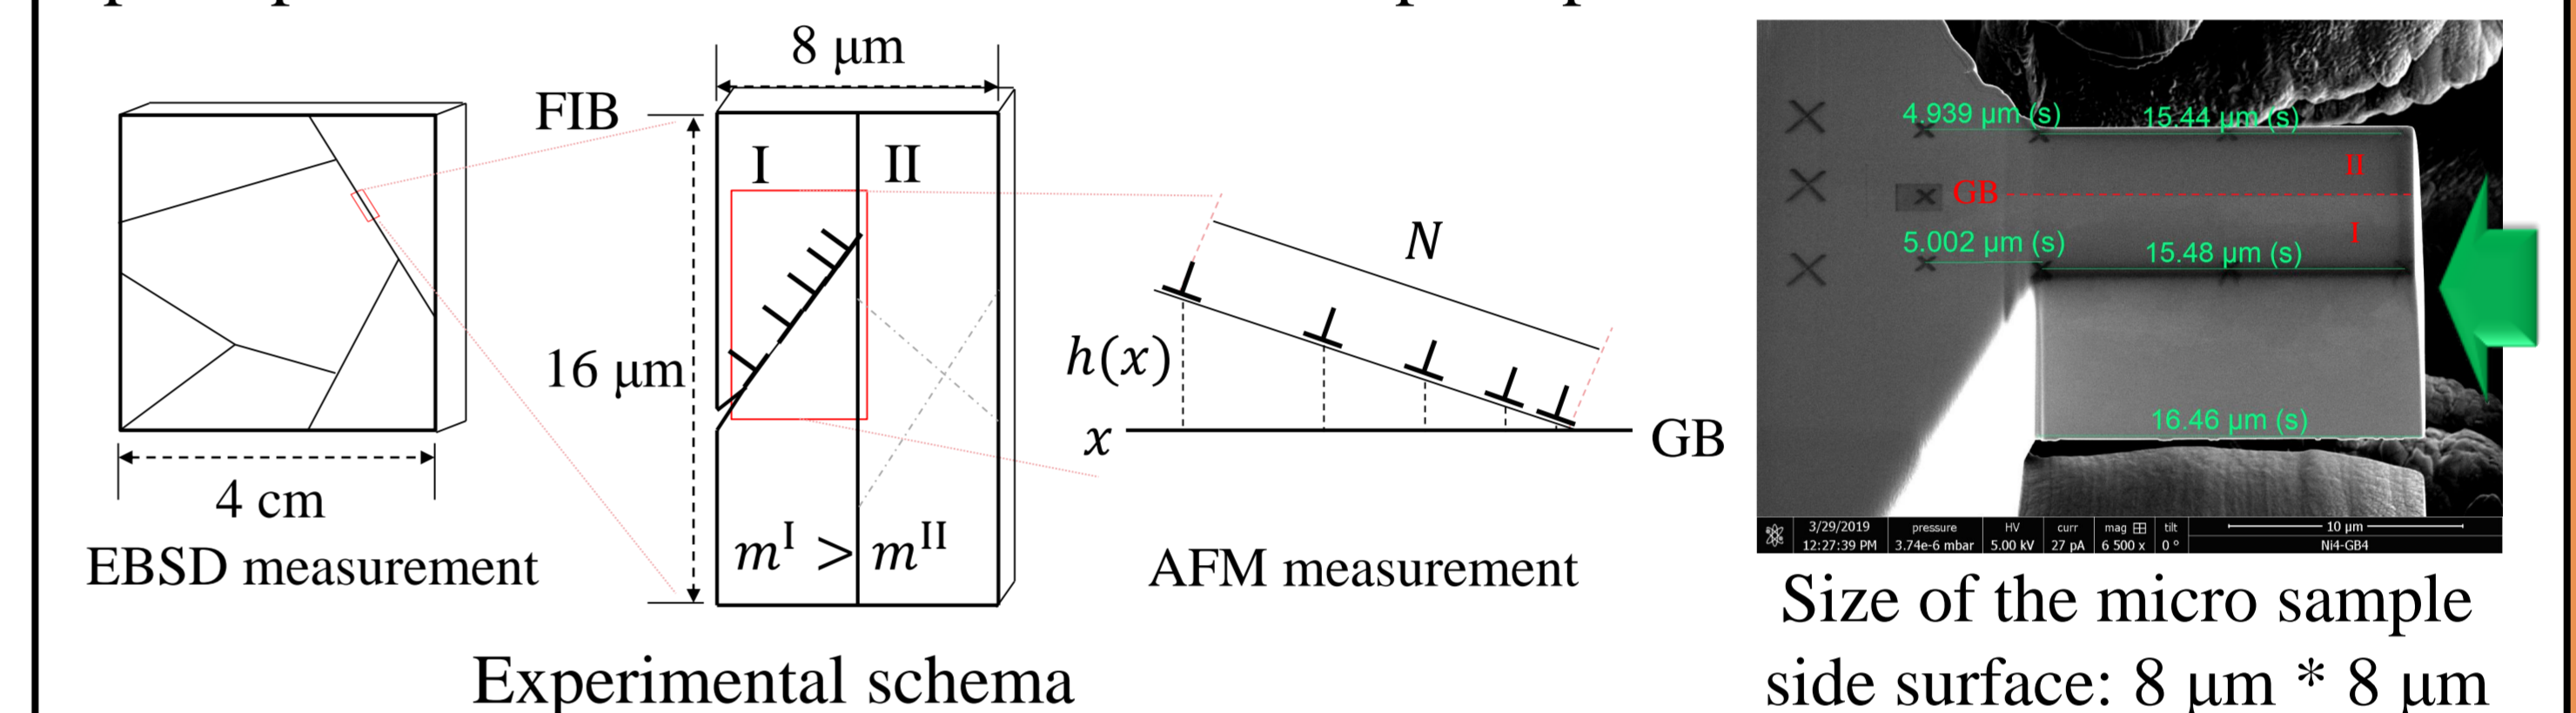 8 μm
FIB
I
II
16 μm
4 cm
EBSD measurement
m^I > m^II
N
h(x)
x
GB
AFM measurement
Experimental schema
4.939 μm (s)
15.44 μm (s)
II
GB
I
5.002 μm (s)
15.48 μm (s)
16.46 μm (s)
3/29/2019 pressure HV curr mag tilt 10 μm
12:27:39 PM 3.74e-6 mbar 5.00 kV 27 pA 6 500 x 0 ° Ni4-GB4
Size of the micro sample
side surface: 8 μm * 8 μm